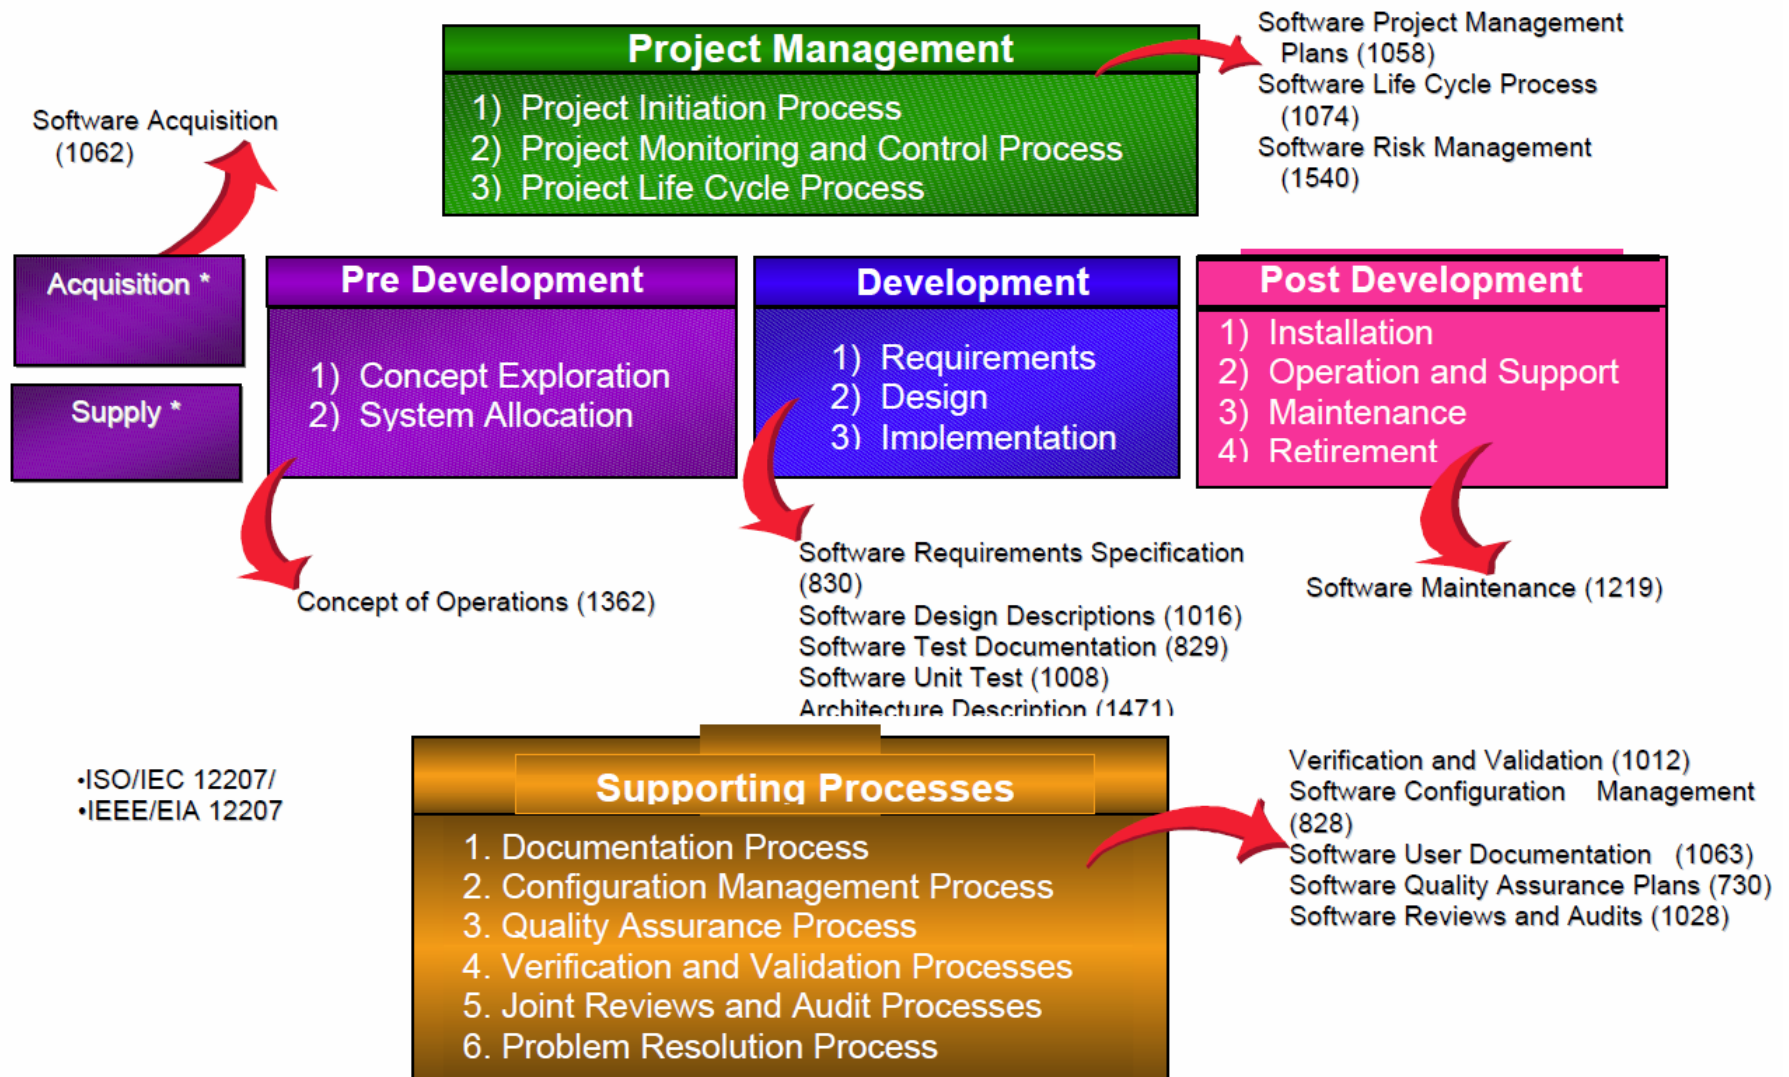 Project Management
1) Project Initiation Process
2) Project Monitoring and Control Process
3) Project Life Cycle Process
Software Project Management
Plans (1058)
Software Life Cycle Process
(1074)
Software Risk Management
(1540)
Software Acquisition
(1062)
Acquisition *
Supply *
Pre Development
1) Concept Exploration
2) System Allocation
Concept of Operations (1362)
Development
1) Requirements
2) Design
3) Implementation
Software Requirements Specification
(830)
Software Design Descriptions (1016)
Software Test Documentation (829)
Software Unit Test (1008)
Architecture Description (1471)
Post Development
1) Installation
2) Operation and Support
3) Maintenance
4) Retirement
Software Maintenance (1219)
•ISO/IEC 12207/
•IEEE/EIA 12207
Supporting Processes
1. Documentation Process
2. Configuration Management Process
3. Quality Assurance Process
4. Verification and Validation Processes
5. Joint Reviews and Audit Processes
6. Problem Resolution Process
Verification and Validation (1012)
Software Configuration Management
(828)
Software User Documentation (1063)
Software Quality Assurance Plans (730)
Software Reviews and Audits (1028)